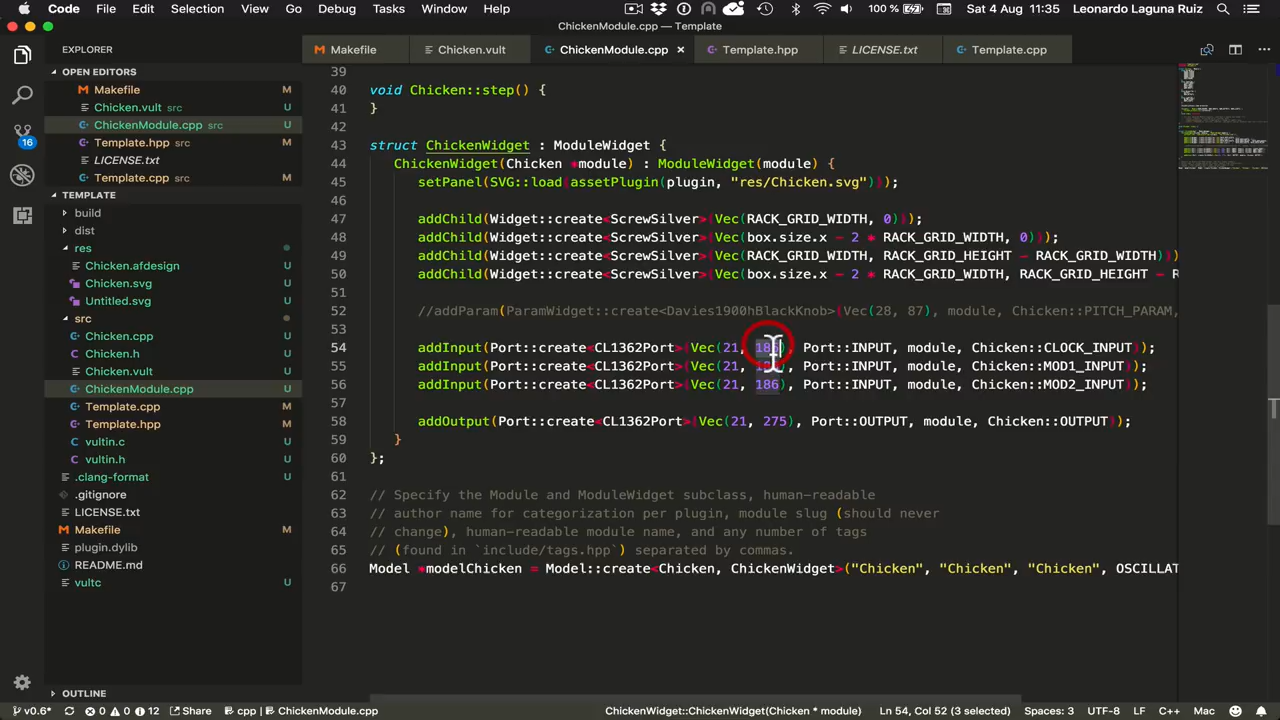 Code File Edit Selection View Go Debug Tasks Window Help 100 % Sat 4 Aug 11:35 Leonardo Laguna Ruiz
ChickenModule.cpp — Template
EXPLORER
OPEN EDITORS
Makefile M
Chicken.vult src U
ChickenModule.cpp src U
Template.hpp src M
LICENSE.txt
Template.cpp src M
TEMPLATE
build
dist
res
Chicken.afdesign U
Chicken.svg U
Untitled.svg U
src
Chicken.cpp U
Chicken.h U
Chicken.vult U
ChickenModule.cpp U
Template.cpp M
Template.hpp M
vultin.c U
vultin.h U
.clang-format U
.gitignore
LICENSE.txt
Makefile M
plugin.dylib
README.md
vultc U
OUTLINE
16
Makefile Chicken.vult ChickenModule.cpp × Template.hpp LICENSE.txt Template.cpp
39
40 void Chicken::step() {
41 }
42
43 struct ChickenWidget : ModuleWidget {
44 ChickenWidget(Chicken *module) : ModuleWidget(module) {
45 setPanel(SVG::load(assetPlugin(plugin, "res/Chicken.svg")));
46
47 addChild(Widget::create<ScrewSilver>(Vec(RACK_GRID_WIDTH, 0)));
48 addChild(Widget::create<ScrewSilver>(Vec(box.size.x - 2 * RACK_GRID_WIDTH, 0)));
49 addChild(Widget::create<ScrewSilver>(Vec(RACK_GRID_WIDTH, RACK_GRID_HEIGHT - RACK_GRID_WIDTH))
50 addChild(Widget::create<ScrewSilver>(Vec(box.size.x - 2 * RACK_GRID_WIDTH, RACK_GRID_HEIGHT - R
51
52 //addParam(ParamWidget::create<Davies1900hBlackKnob>(Vec(28, 87), module, Chicken::PITCH_PARAM,
53
54 addInput(Port::create<CL1362Port>(Vec(21, 186), Port::INPUT, module, Chicken::CLOCK_INPUT));
55 addInput(Port::create<CL1362Port>(Vec(21, 186), Port::INPUT, module, Chicken::MOD1_INPUT));
56 addInput(Port::create<CL1362Port>(Vec(21, 186), Port::INPUT, module, Chicken::MOD2_INPUT));
57
58 addOutput(Port::create<CL1362Port>(Vec(21, 275), Port::OUTPUT, module, Chicken::OUTPUT));
59 }
60 };
61
62 // Specify the Module and ModuleWidget subclass, human-readable
63 // author name for categorization per plugin, module slug (should never
64 // change), human-readable module name, and any number of tags
65 // (found in `include/tags.hpp`) separated by commas.
66 Model *modelChicken = Model::create<Chicken, ChickenWidget>("Chicken", "Chicken", "Chicken", OSCILLAT
67
v0.6* 0 0 12 Share cpp | ChickenModule.cpp ChickenWidget::ChickenWidget(Chicken * module) Ln 54, Col 52 (3 selected) Spaces: 3 UTF-8 LF C++ Mac